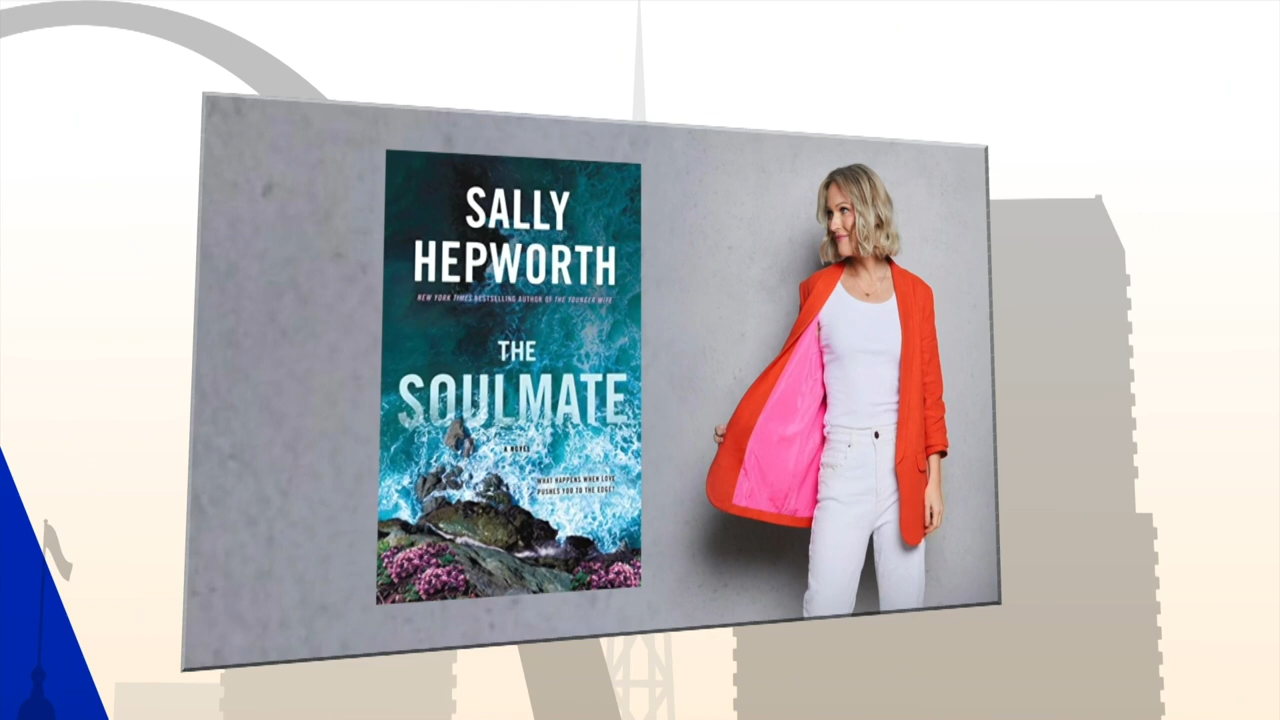 SALLY
HEPWORTH
NEW YORK TIMES BESTSELLING AUTHOR OF THE YOUNGER WIFE
THE
SOULMATE
A NOVEL
WHAT HAPPENS WHEN LOVE
PUSHES YOU TO THE EDGE?